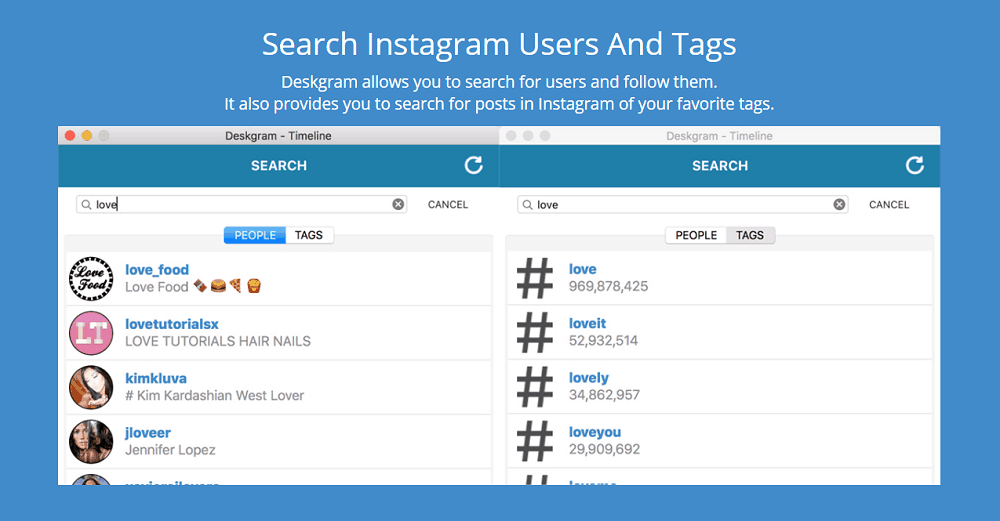 Search Instagram Users And Tags
Deskgram allows you to search for users and follow them.
It also provides you to search for posts in Instagram of your favorite tags.
Deskgram - Timeline
SEARCH
love
CANCEL
PEOPLE TAGS
Love Food
love_food
Love Food
LT
lovetutorialsx
LOVE TUTORIALS HAIR NAILS
kimkluva
# Kim Kardashian West Lover
jloveer
Jennifer Lopez
Deskgram - Timeline
SEARCH
love
CANCEL
PEOPLE TAGS
# love
969,878,425
# loveit
52,932,514
# lovely
34,862,957
# loveyou
29,909,692